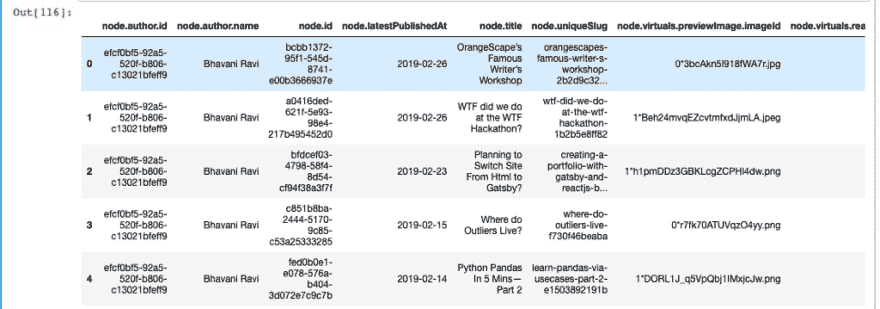 Out[116]:
node.author.id node.author.name node.id node.latestPublishedAt node.title node.uniqueSlug node.virtuals.previewImage.imageId node.virtuals.rea
0 efcf0bf5-92a5-520f-b806-c13021bfeff9 Bhavani Ravi bcbb1372-95f1-545d-8741-e00b3666937e 2019-02-26 OrangeScape's Famous Writer's Workshop orangescapes-famous-writer-s-workshop-2b2d9c32... 0*3bcAkn5I918fWA7r.jpg
1 efcf0bf5-92a5-520f-b806-c13021bfeff9 Bhavani Ravi a0416ded-621f-5e93-98e4-217b495452d0 2019-02-26 WTF did we do at the WTF Hackathon? wtf-did-we-do-at-the-wtf-hackathon-1b2b5e8ff82 1*Beh24mvqEZcvtmfxdJjmLA.jpeg
2 efcf0bf5-92a5-520f-b806-c13021bfeff9 Bhavani Ravi bfdcef03-4798-58f4-8d54-cf94f38a3f7f 2019-02-23 Planning to Switch Site From Html to Gatsby? creating-a-portfolio-with-gatsby-and-reactjs-b... 1*h1pmDDz3GBKLcgZCPHI4dw.png
3 efcf0bf5-92a5-520f-b806-c13021bfeff9 Bhavani Ravi c851b8ba-2444-5170-9c85-c53a25333285 2019-02-15 Where do Outliers Live? where-do-outliers-live-f730f46beaba 0*r7fk70ATUVqzO4yy.png
4 efcf0bf5-92a5-520f-b806-c13021bfeff9 Bhavani Ravi fed0b0e1-e078-576a-b404-3d072e7c9c7b 2019-02-14 Python Pandas In 5 Mins—Part 2 learn-pandas-via-usecases-part-2-e1503892191b 1*DORL1J_q5VpQbj1IMxjcJw.png